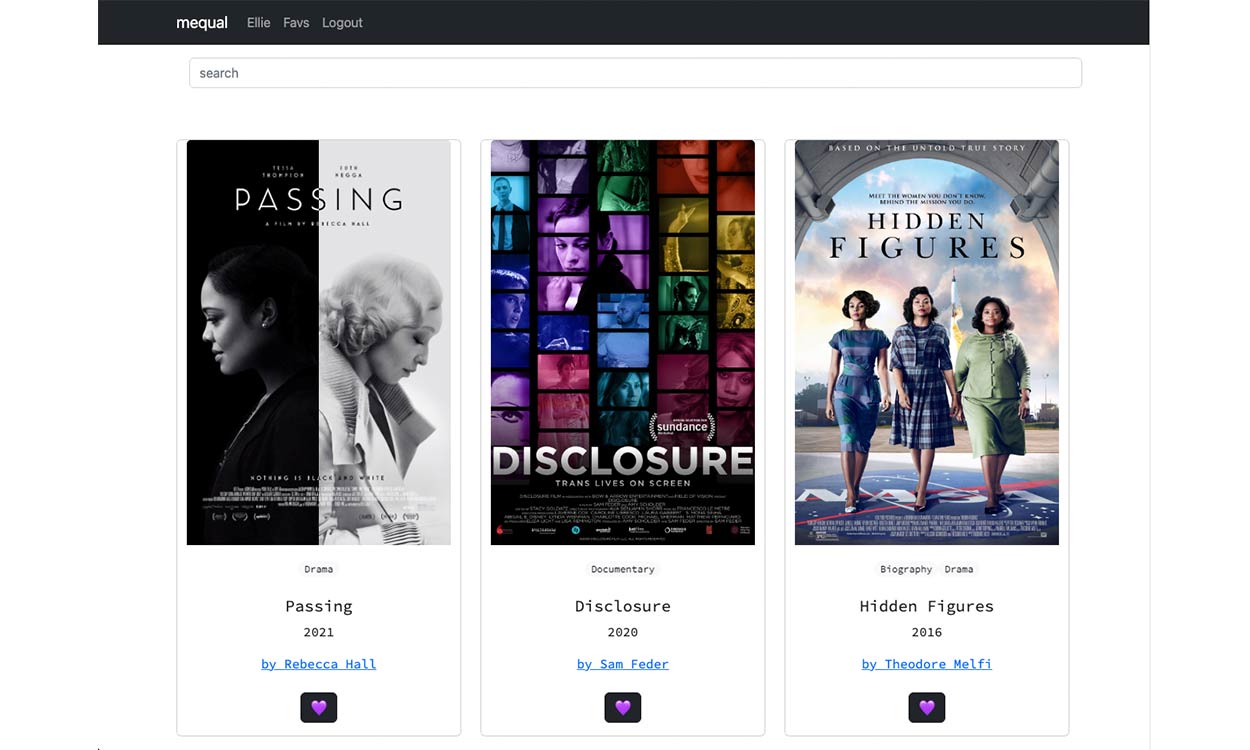 mequal Ellie Favs Logout
search
TESSA THOMPSON RUTH NEGGA
PASSING
A FILM BY REBECCA HALL
NOTHING IS BLACK AND WHITE
Drama
Passing
2021
by Rebecca Hall
💜
sundance
DISCLOSURE
TRANS LIVES ON SCREEN
Documentary
Disclosure
2020
by Sam Feder
💜
BASED ON THE UNTOLD TRUE STORY
MEET THE WOMEN YOU DON'T KNOW,
BEHIND THE MISSION YOU DO.
HIDDEN
FIGURES
NASA
Biography Drama
Hidden Figures
2016
by Theodore Melfi
💜